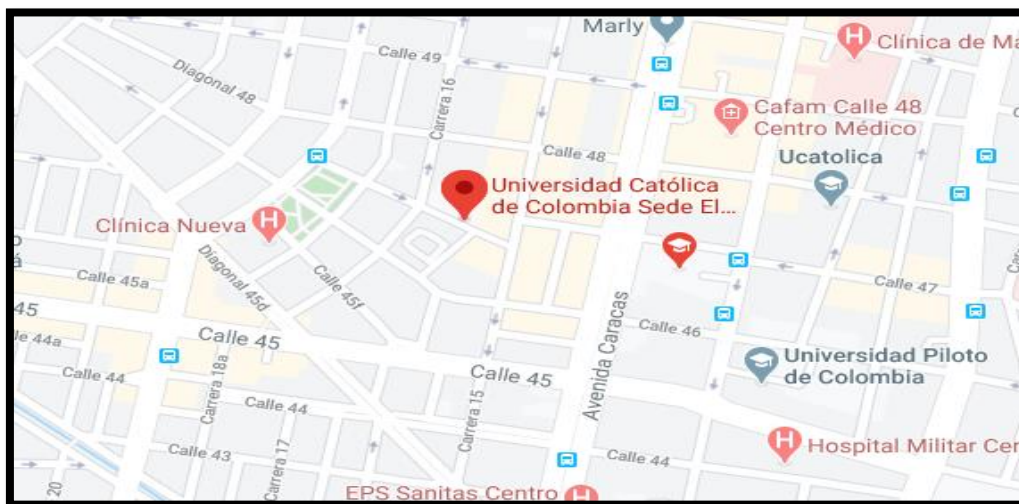 Marly
Clínica de Ma
Calle 49
Diagonal 48
Carrera 16
Cafam Calle 48
Centro Médico
Calle 48
Ucatolica
Universidad Católica
de Colombia Sede El...
Clínica Nueva
Diagonal 45d
Calle 45f
Calle 45a
Calle 47
45
Avenida Caracas
Calle 46
Calle 45
lle 44a
Universidad Piloto
de Colombia
Calle 44
Carrera 18a
Calle 45
Carrera 15
Calle 44
Carrera 17
Calle 43
Calle 44
Hospital Militar Cen
20
EPS Sanitas Centro